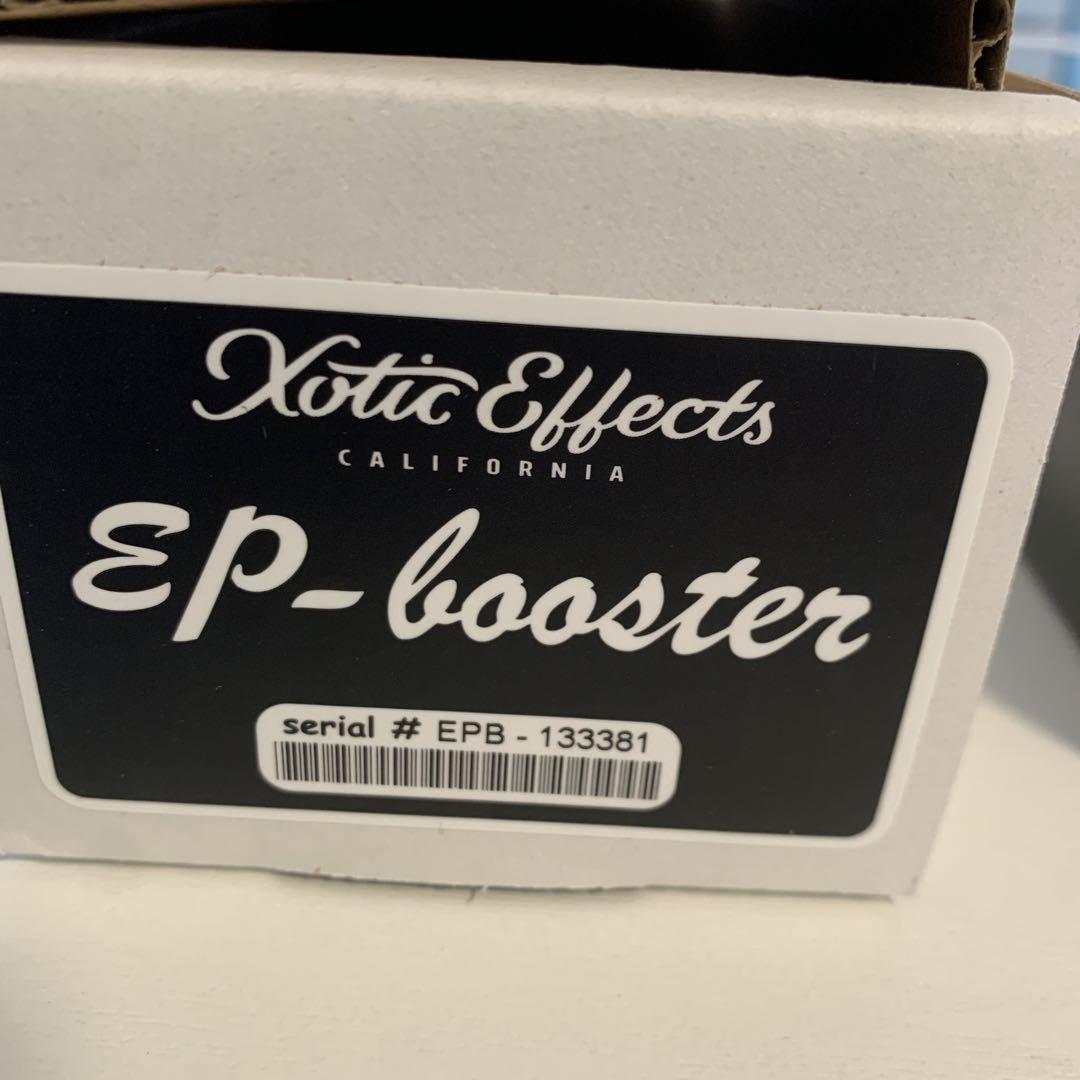 Xotic Effects
CALIFORNIA
EP-booster
serial # EPB - 133381